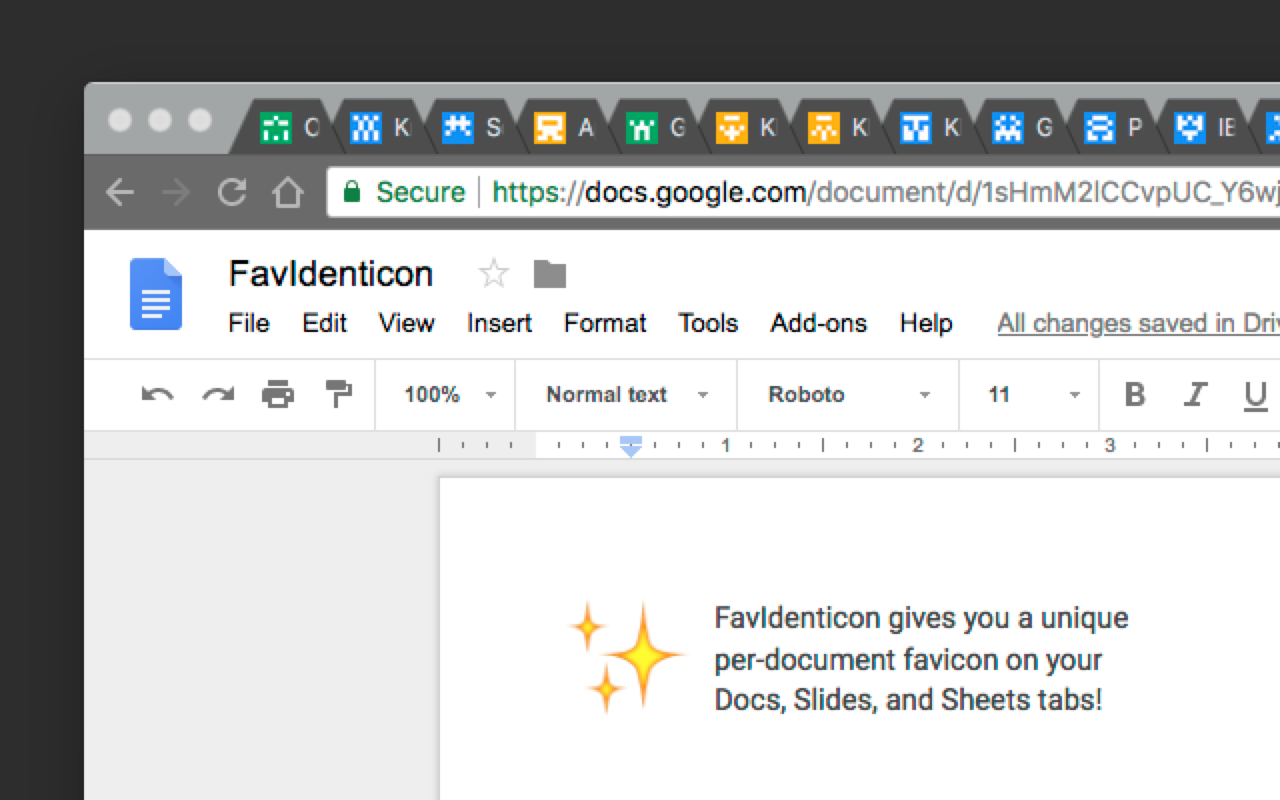 C K S A G K K K G P IE
Secure https://docs.google.com/document/d/1sHmM2lCCvpUC_Y6wj
FavIdenticon
File Edit View Insert Format Tools Add-ons Help All changes saved in Driv
100% Normal text Roboto 11 B I U
1 2 3
FavIdenticon gives you a unique
per-document favicon on your
Docs, Slides, and Sheets tabs!